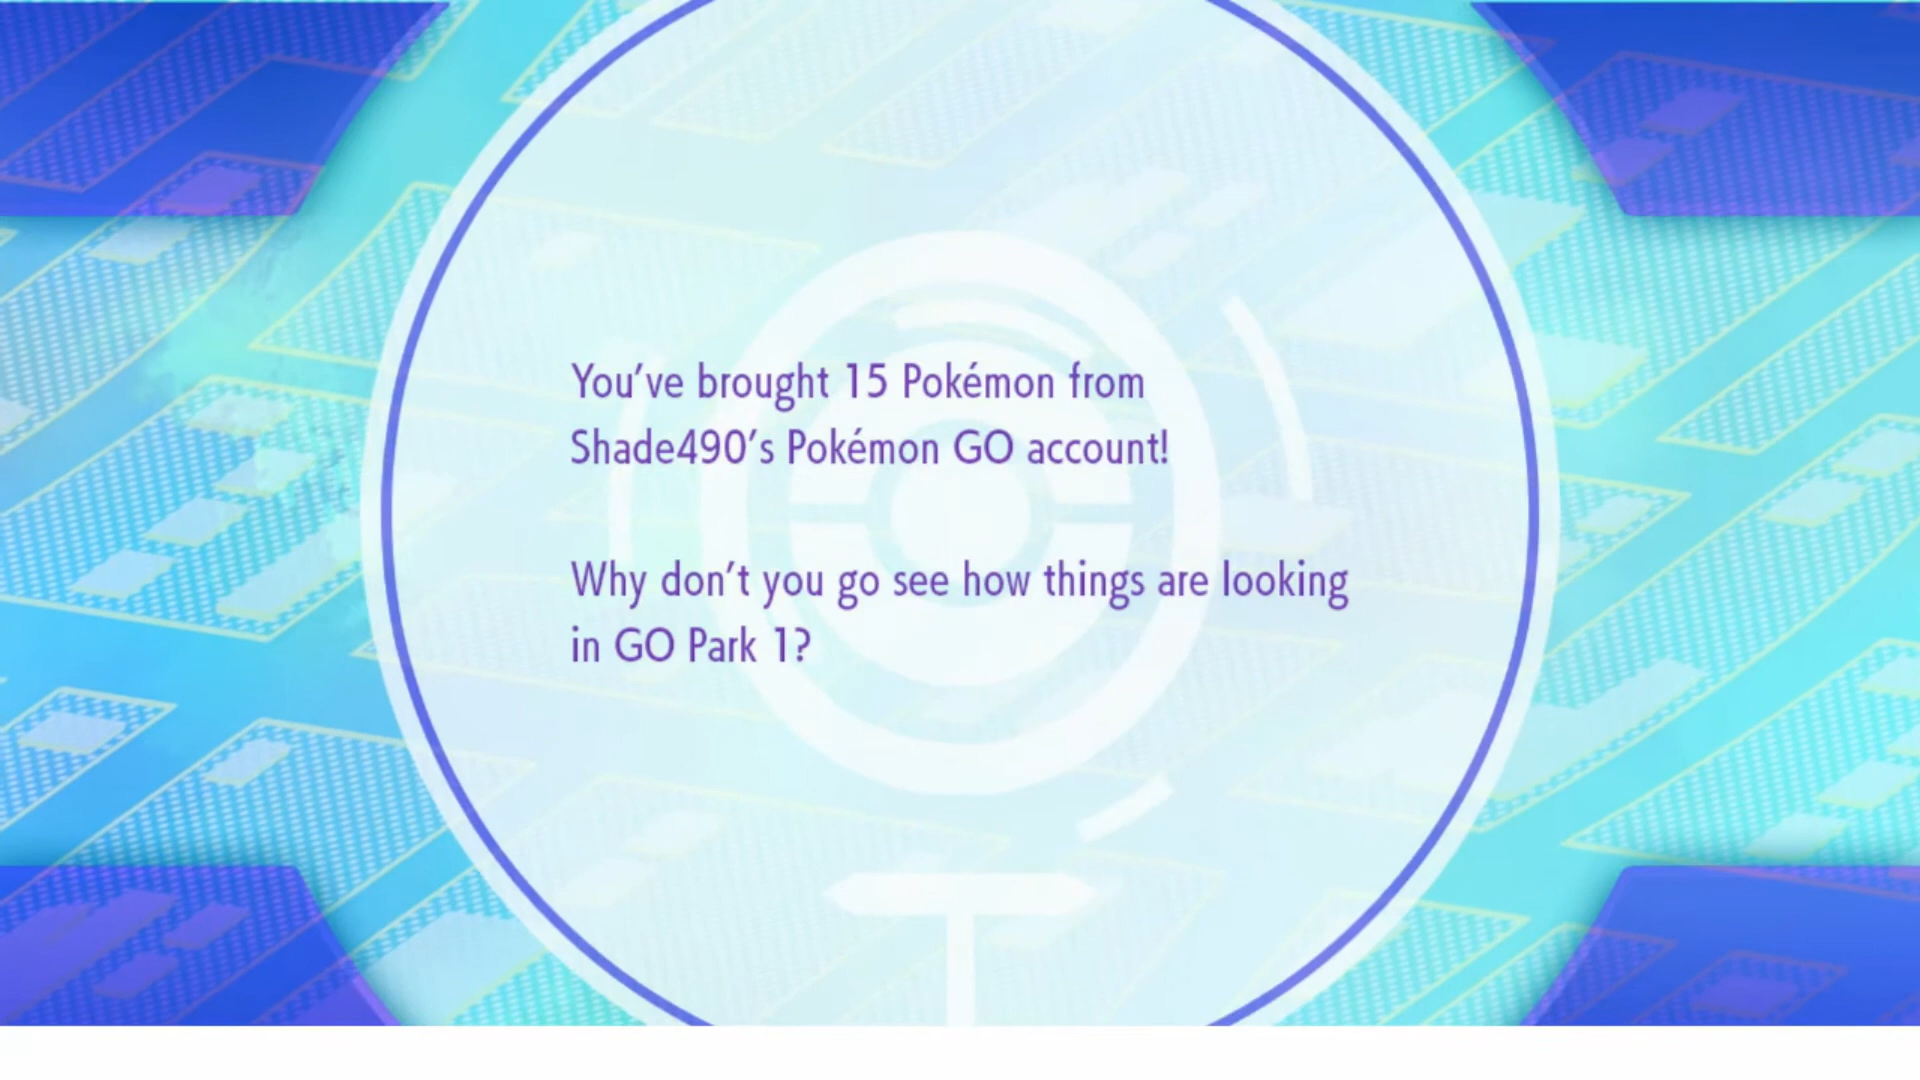 You’ve brought 15 Pokémon from
Shade490’s Pokémon GO account!
Why don’t you go see how things are looking
in GO Park 1?